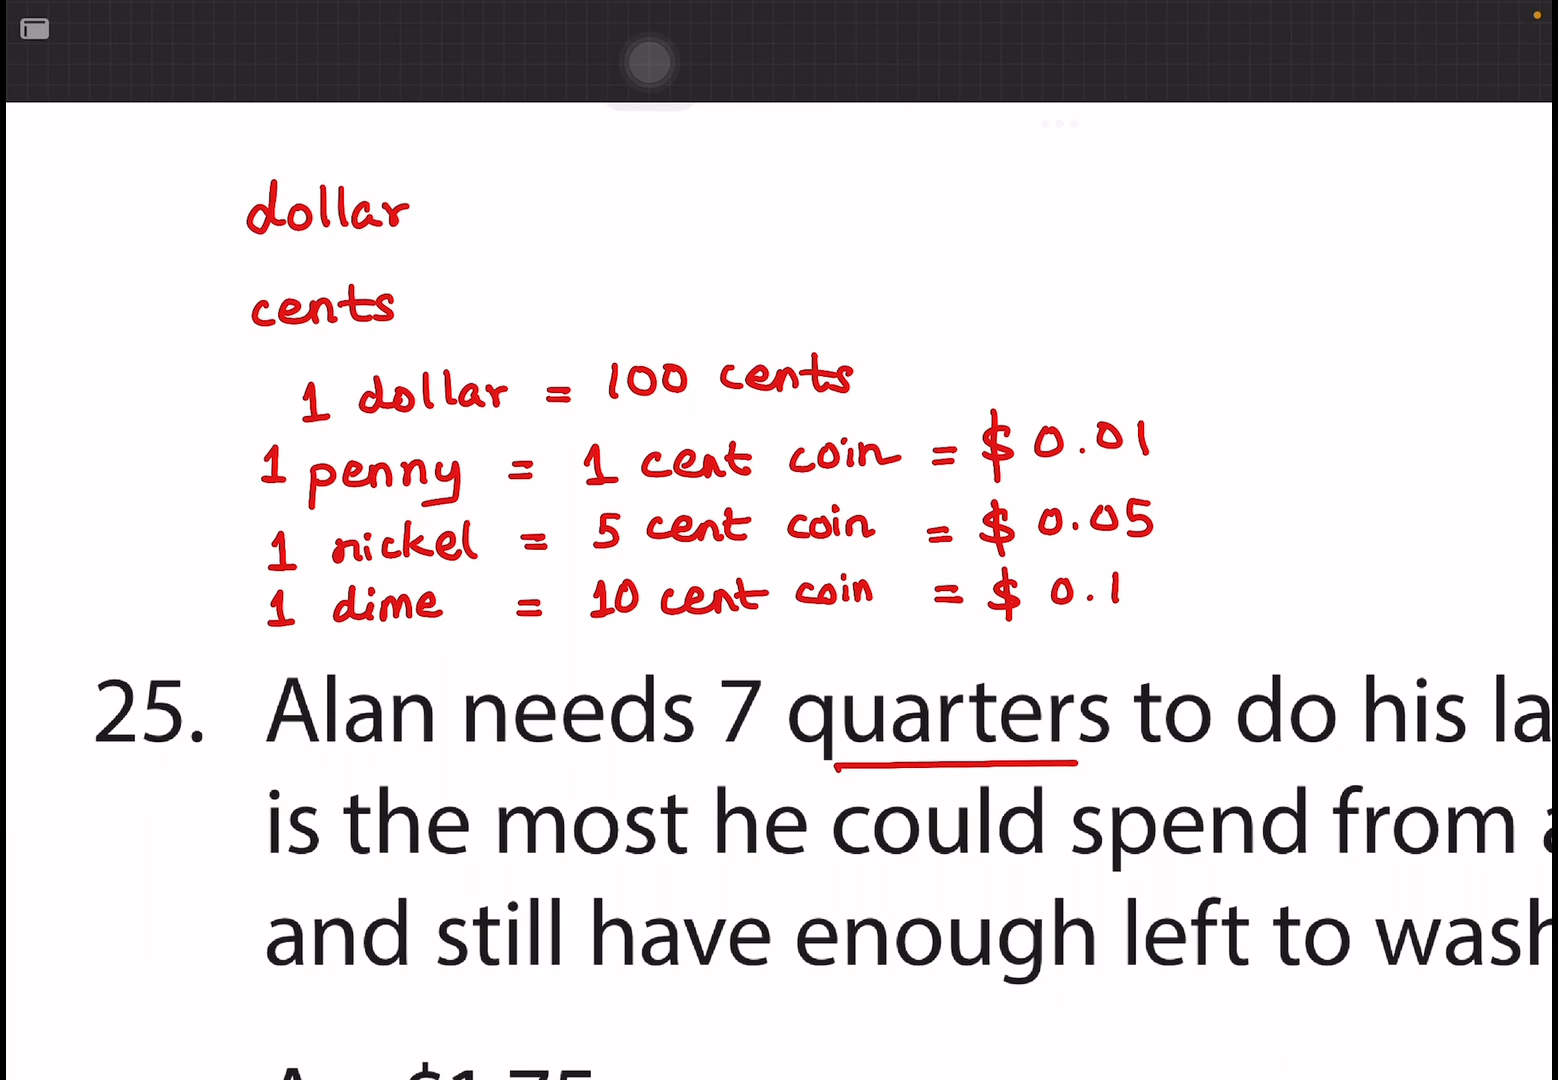 dollar
cents
1 dollar = 100 cents
1 penny = 1 cent coin = $ 0.01
1 nickel = 5 cent coin = $ 0.05
1 dime = 10 cent coin = $ 0.1
25. Alan needs 7 quarters to do his la
is the most he could spend from a
and still have enough left to wash